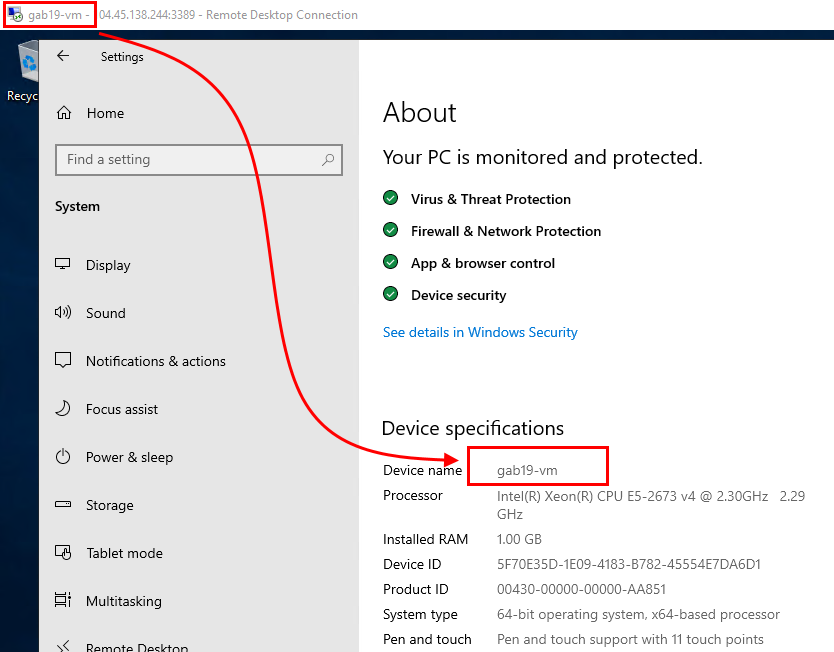 gab19-vm - 04.45.138.244:3389 - Remote Desktop Connection
Recyc
Settings
Home
Find a setting
System
Display
Sound
Notifications & actions
Focus assist
Power & sleep
Storage
Tablet mode
Multitasking
Remote Desktop
About
Your PC is monitored and protected.
Virus & Threat Protection
Firewall & Network Protection
App & browser control
Device security
See details in Windows Security
Device specifications
Device name gab19-vm
Processor Intel(R) Xeon(R) CPU E5-2673 v4 @ 2.30GHz 2.29
GHz
Installed RAM 1.00 GB
Device ID 5F70E35D-1E09-4183-B782-45554E7DA6D1
Product ID 00430-00000-00000-AA851
System type 64-bit operating system, x64-based processor
Pen and touch Pen and touch support with 11 touch points